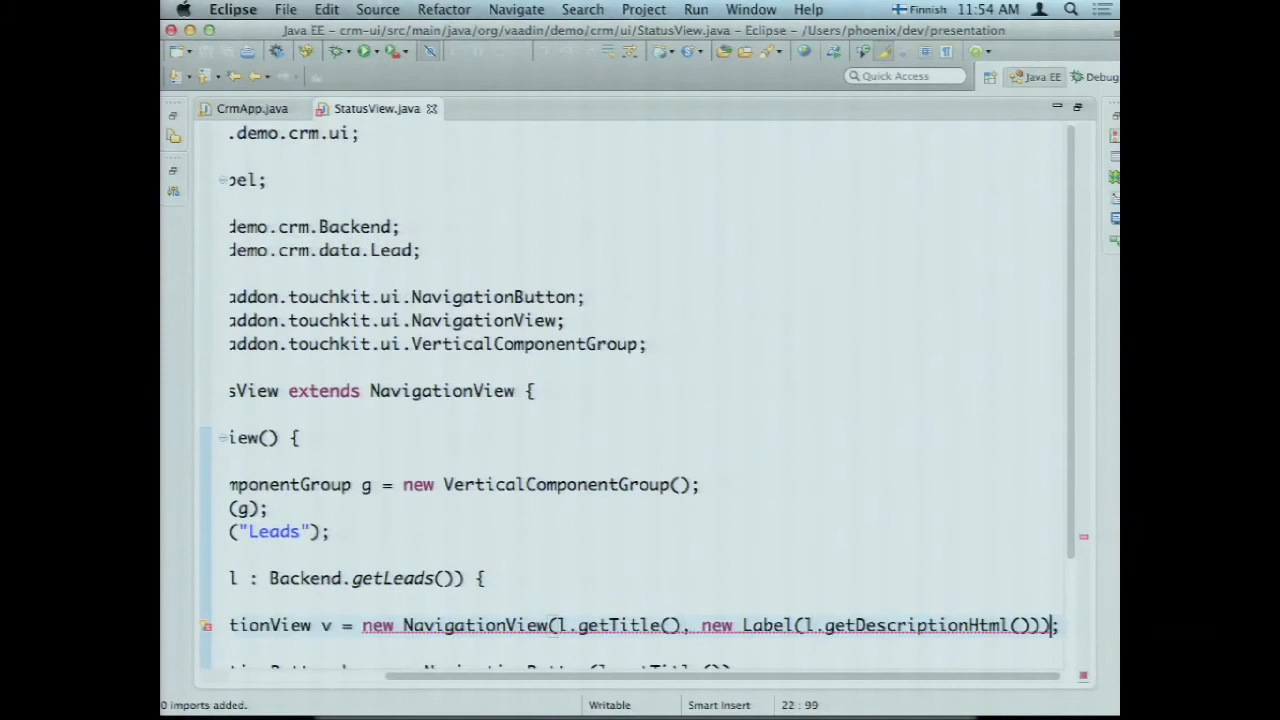 Eclipse File Edit Source Refactor Navigate Search Project Run Window Help Finnish 11:54 AM
Java EE - crm-ui/src/main/java/org/vaadin/demo/crm/ui/StatusView.java - Eclipse - /Users/phoenix/dev/presentation
Quick Access Java EE Debug
CrmApp.java StatusView.java
.demo.crm.ui;
bel;
demo.crm.Backend;
demo.crm.data.Lead;
addon.touchkit.ui.NavigationButton;
addon.touchkit.ui.NavigationView;
addon.touchkit.ui.VerticalComponentGroup;
sView extends NavigationView {
iew() {
mponentGroup g = new VerticalComponentGroup();
(g);
("Leads");
l : Backend.getLeads()) {
tionView v = new NavigationView(l.getTitle(), new Label(l.getDescriptionHtml()));
0 imports added. Writable Smart Insert 22 : 99